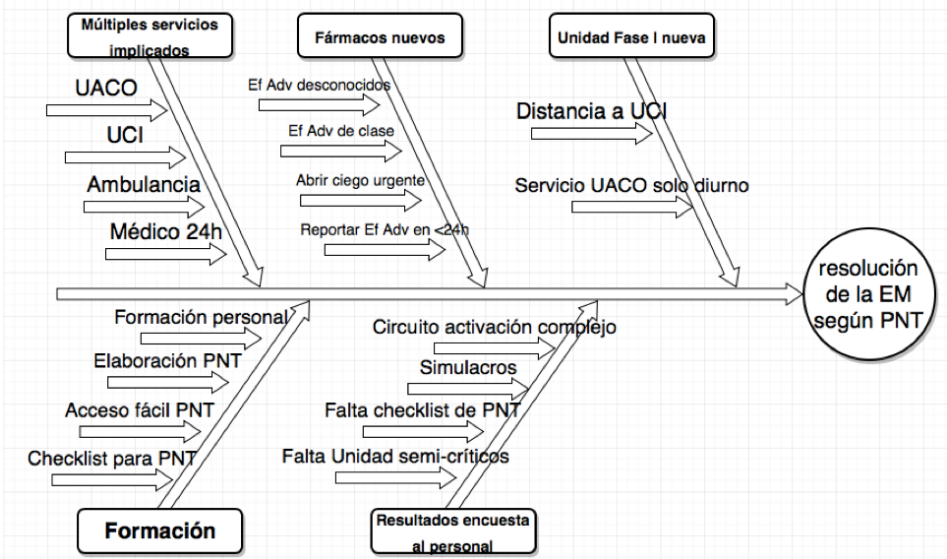 Múltiples servicios
implicados
Fármacos nuevos
Unidad Fase I nueva
UACO
UCI
Ambulancia
Médico 24h
Ef Adv desconocidos
Ef Adv de clase
Abrir ciego urgente
Reportar Ef Adv en <24h
Distancia a UCI
Servicio UACO solo diurno
resolución
de la EM
según PNT
Formación personal
Elaboración PNT
Acceso fácil PNT
Checklist para PNT
Formación
Circuito activación complejo
Simulacros
Falta checklist de PNT
Falta Unidad semi-críticos
Resultados encuesta
al personal